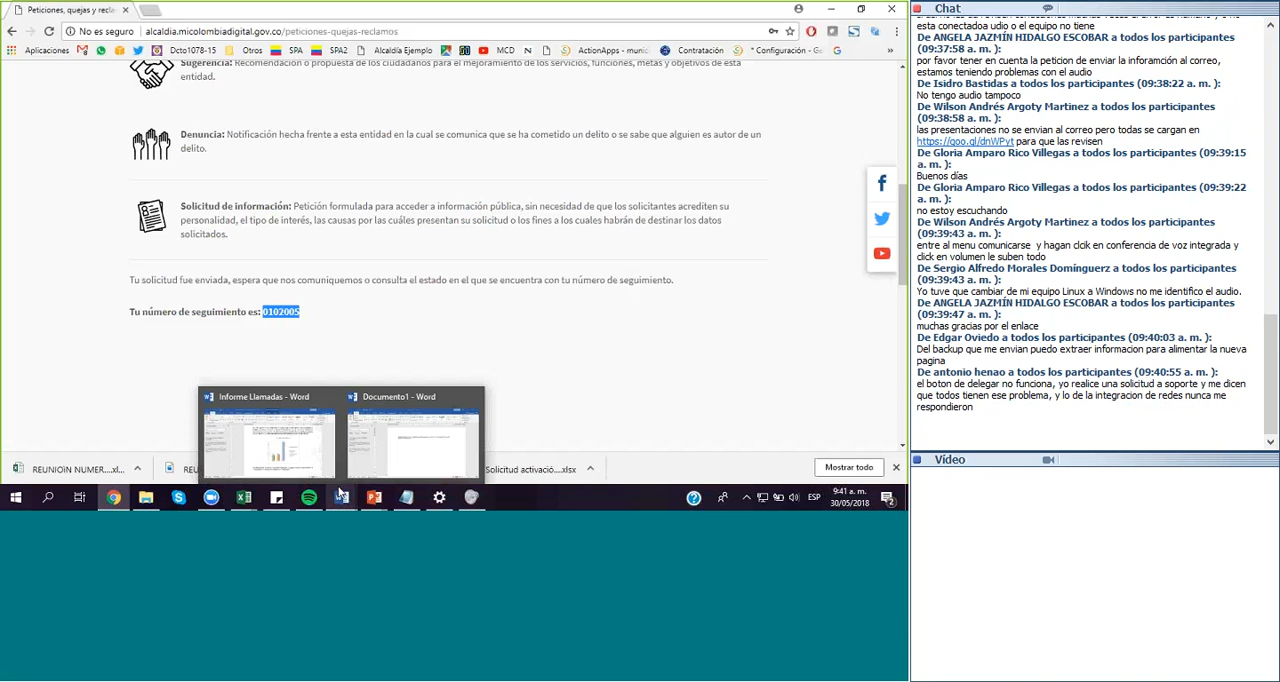 Peticiones, quejas y recla
No es seguro | alcaldia.micolombiadigital.gov.co/peticiones-quejas-reclamos
Aplicaciones Dcto1078-15 Otros SPA SPA2 Alcaldía Ejemplo MCD ActionApps - muni Contratación * Configuración - Ge »
Sugerencia: Recomendación o propuesta de los ciudadanos para el mejoramiento de los servicios, funciones, metas y objetivos de esta
entidad.
Denuncia: Notificación hecha frente a esta entidad en la cual se comunica que se ha cometido un delito o se sabe que alguien es autor de un
delito.
Solicitud de información: Petición formulada para acceder a información pública, sin necesidad de que los solicitantes acrediten su
personalidad, el tipo de interés, las causas por las cuáles presentan su solicitud o los fines a los cuales habrán de destinar los datos
solicitados.
Tu solicitud fue enviada, espera que nos comuniquemos o consulta el estado en el que se encuentra con tu número de seguimiento.
Tu número de seguimiento es: 0102005
Informe Llamadas - Word
Documento1 - Word
REUNIOìN NUMER....xl...
REU
Solicitud activació....xlsx
Mostrar todo
ESP
9:41 a. m.
30/05/2018
Chat
esta conectadoa udio o el equipo no tiene
De ANGELA JAZMÍN HIDALGO ESCOBAR a todos los participantes
(09:37:58 a. m. ):
por favor tener en cuenta la peticion de enviar la inforamción al correo,
estamos teniendo problemas con el audio
De Isidro Bastidas a todos los participantes (09:38:22 a. m. ):
No tengo audio tampoco
De Wilson Andrés Argoty Martinez a todos los participantes
(09:38:58 a. m. ):
las presentaciones no se envian al correo pero todas se cargan en
https://goo.gl/dnWPyt para que las revisen
De Gloria Amparo Rico Villegas a todos los participantes (09:39:15
a. m. ):
Buenos días
De Gloria Amparo Rico Villegas a todos los participantes (09:39:22
a. m. ):
no estoy escuchando
De Wilson Andrés Argoty Martinez a todos los participantes
(09:39:43 a. m. ):
entre al menu comunicarse y hagan clcik en conferencia de voz integrada y
click en volumen le suben todo
De Sergio Alfredo Morales Domínguerz a todos los participantes
(09:39:43 a. m. ):
Yo tuve que cambiar de mi equipo Linux a Windows no me identifico el audio.
De ANGELA JAZMÍN HIDALGO ESCOBAR a todos los participantes
(09:39:47 a. m. ):
muchas gracias por el enlace
De Edgar Oviedo a todos los participantes (09:40:03 a. m. ):
Del backup que me envian puedo extraer informacion para alimentar la nueva
pagina
De antonio henao a todos los participantes (09:40:55 a. m. ):
el boton de delegar no funciona, yo realice una solicitud a soporte y me dicen
que todos tienen ese problema, y lo de la integracion de redes nunca me
respondieron
Vídeo